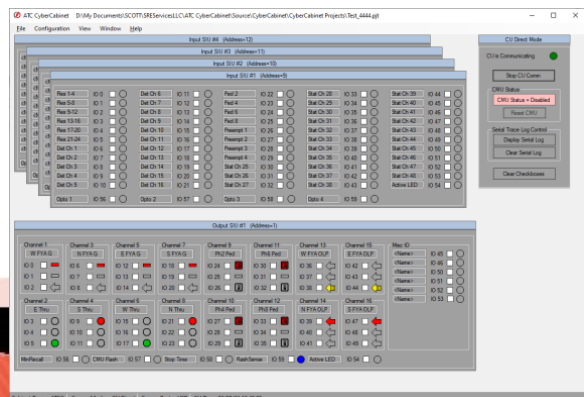 ATC CyberCabinet D:\My Documents\SCOTT\SREServicesLLC\ATC CyberCabinet\Source\CyberCabinet\CyberCabinet Projects\Test_4444.pjt
File Configuration View Window Help
Input SIU #4 (Address=12)
Input SIU #3 (Address=11)
Input SIU #2 (Address=10)
Input SIU #1 (Address=9)
Res 1-4 IO 0 Det Ch 6 IO 11 Ped 2 IO 22 Stat Ch 28 IO 33 Stat Ch 39 IO 44
Res 5-8 IO 1 Det Ch 7 IO 12 Ped 4 IO 23 Stat Ch 29 IO 34 Stat Ch 40 IO 45
Res 9-12 IO 2 Det Ch 8 IO 13 Ped 6 IO 24 Stat Ch 30 IO 35 Stat Ch 41 IO 46
Res 13-16 IO 3 Det Ch 9 IO 14 Ped 8 IO 25 Stat Ch 31 IO 36 Stat Ch 42 IO 47
Res 17-20 IO 4 Det Ch 10 IO 15 Preempt 1 IO 26 Stat Ch 32 IO 37 Stat Ch 43 IO 48
Res 21-24 IO 5 Det Ch 11 IO 16 Preempt 2 IO 27 Stat Ch 33 IO 38 Stat Ch 44 IO 49
Det Ch 1 IO 6 Det Ch 12 IO 17 Preempt 3 IO 28 Stat Ch 34 IO 39 Stat Ch 45 IO 50
Det Ch 2 IO 7 Det Ch 13 IO 18 Preempt 4 IO 29 Stat Ch 35 IO 40 Stat Ch 46 IO 51
Det Ch 3 IO 8 Det Ch 14 IO 19 Stat Ch 25 IO 30 Stat Ch 36 IO 41 Stat Ch 47 IO 52
Det Ch 4 IO 9 Det Ch 15 IO 20 Stat Ch 26 IO 31 Stat Ch 37 IO 42 Stat Ch 48 IO 53
Det Ch 5 IO 10 Det Ch 16 IO 21 Stat Ch 27 IO 32 Stat Ch 38 IO 43 Active LED IO 54
Opto 1 IO 56 Opto 2 IO 57 Opto 3 IO 58 Opto 4 IO 59
CU Direct Mode
CU is Communicating
Stop CU Comm
CMU Status
CMU Status = Disabled
Reset CMU
Serial Trace Log Control
Display Serial Log
Clear Serial Log
Clear Checkboxes
Output SIU #1 (Address=1)
Channel 1 Channel 3 Channel 5 Channel 7 Channel 9 Channel 11 Channel 13 Channel 15 Misc IO
W FYA G N FYA G E FYA G S FYA G Ph2 Ped Ph6 Ped W FYA OLP E FYA OLP <Name> IO 45
IO 0 IO 6 IO 12 IO 18 IO 24 IO 30 IO 36 IO 42 <Name> IO 46
IO 1 IO 7 IO 13 IO 19 IO 25 IO 31 IO 37 IO 43 <Name> IO 50
IO 2 IO 8 IO 14 IO 20 IO 26 IO 32 IO 38 IO 44 <Name> IO 51
<Name> IO 52
Channel 2 Channel 4 Channel 6 Channel 8 Channel 10 Channel 12 Channel 14 Channel 16 <Name> IO 53
E Thru S Thru W Thru N Thru Ph4 Ped Ph8 Ped N FYA OLP S FYA OLP
IO 3 IO 9 IO 15 IO 21 IO 27 IO 33 IO 39 IO 47
IO 4 IO 10 IO 16 IO 22 IO 28 IO 34 IO 40 IO 48
IO 5 IO 11 IO 17 IO 23 IO 29 IO 35 IO 41 IO 49
MinRecall IO 56 CMU Flash IO 57 Stop Time IO 58 FlashSense IO 59 Active LED IO 54